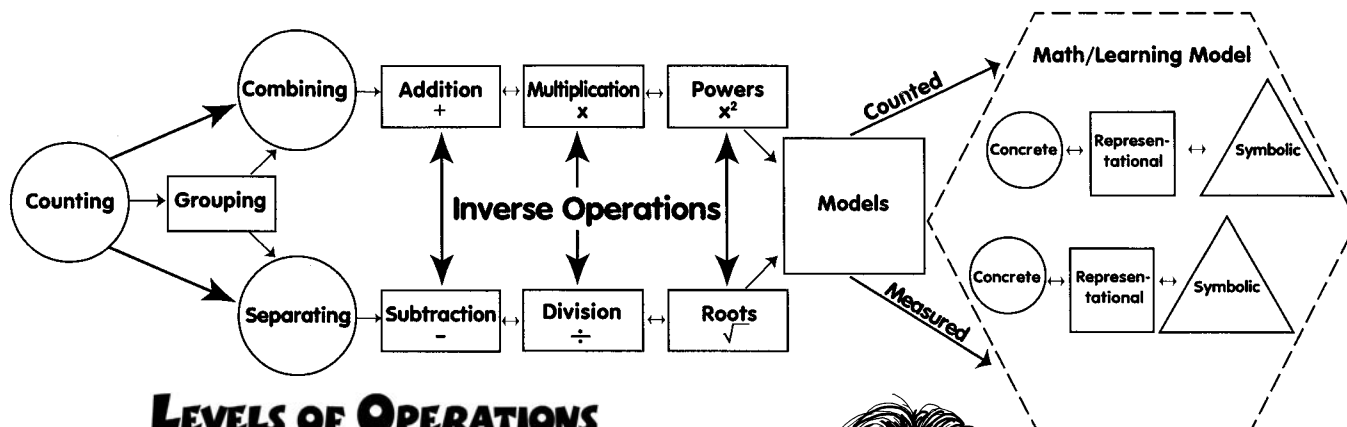 Math/Learning Model
Counted
Combining
Addition
+
Multiplication
x
Powers
x²
Concrete
Represen-
tational
Symbolic
Counting
Grouping
Inverse Operations
Models
Concrete
Represen-
tational
Symbolic
Separating
Subtraction
-
Division
÷
Roots
√
Measured
LEVELS OF OPERATIONS